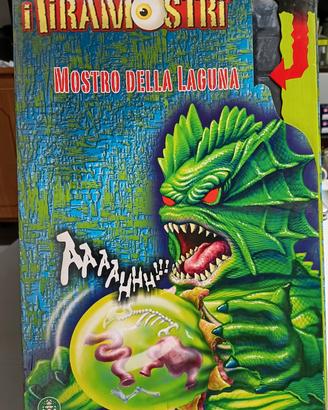 i TiRAMOSTRi
MOSTRO DELLA LAGUNA
AAAAHHH!!!